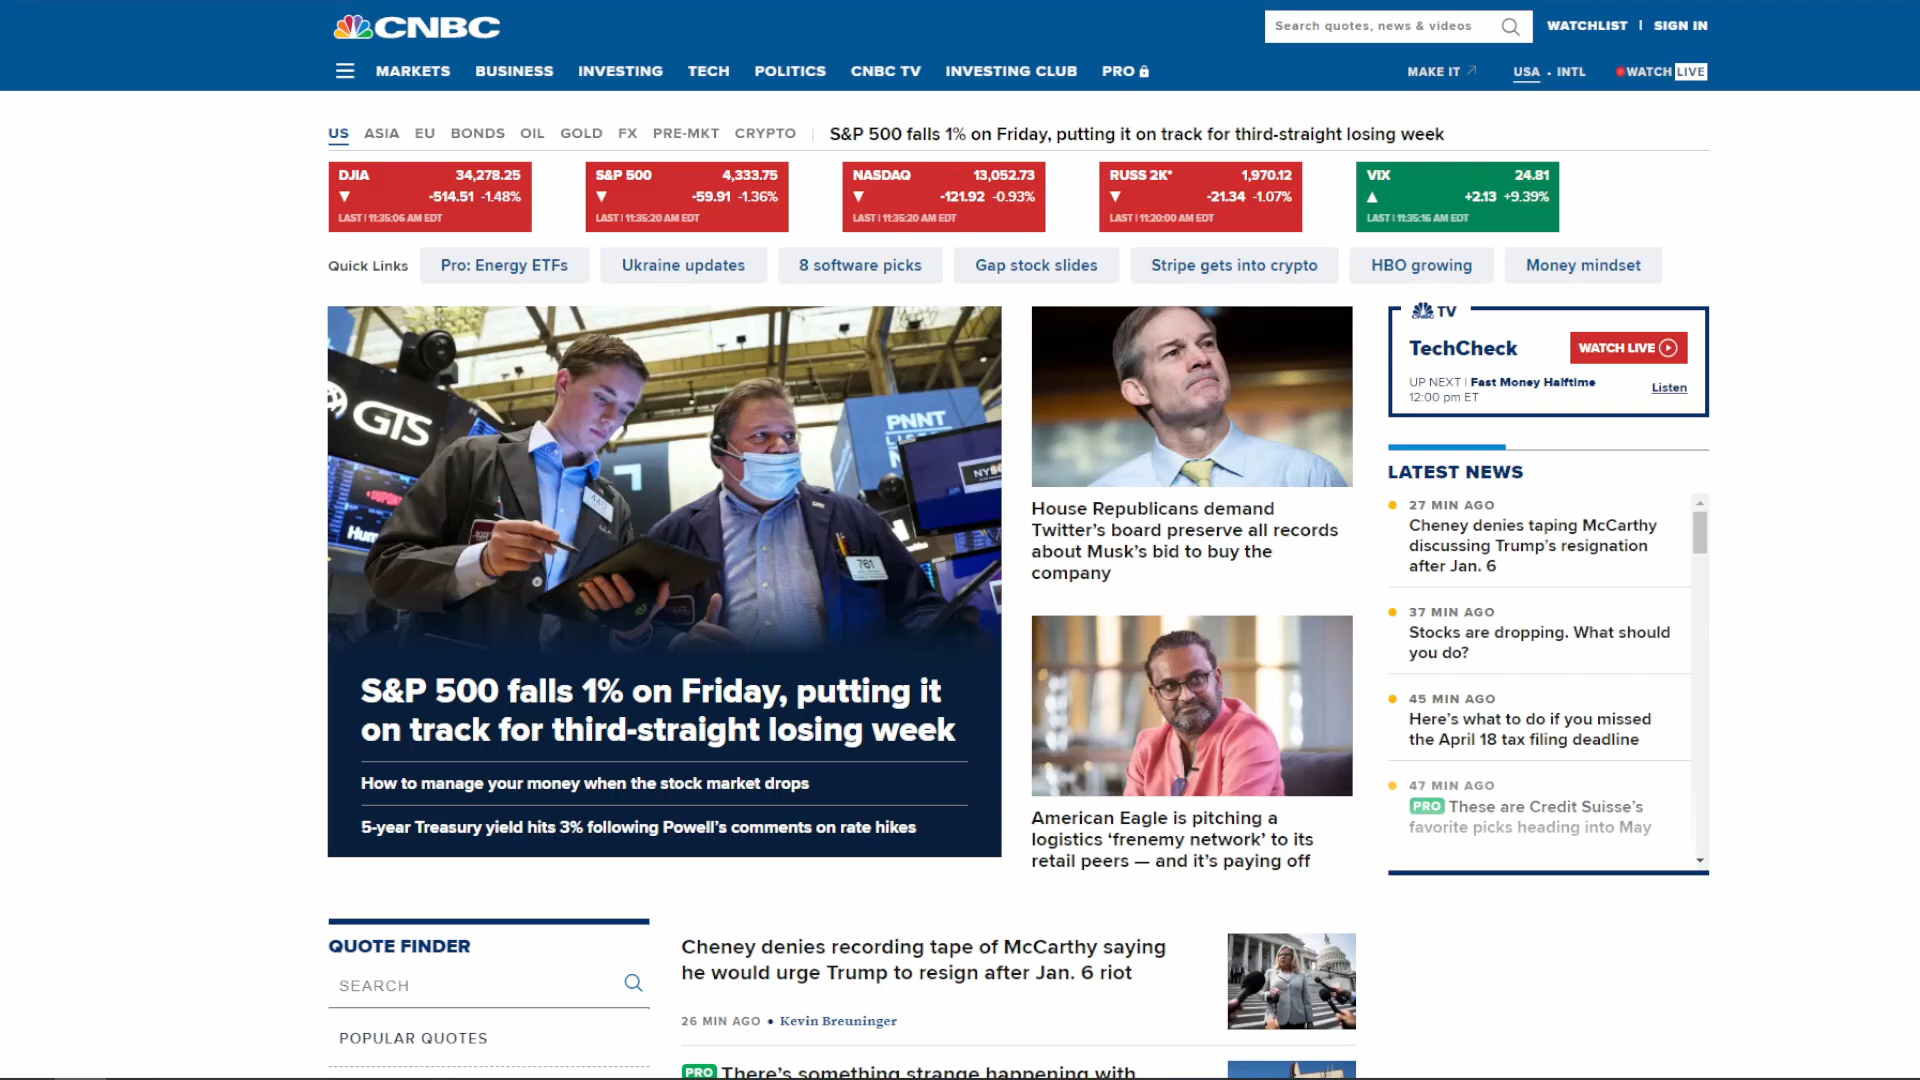 CNBC
Search quotes, news & videos
WATCHLIST | SIGN IN
MARKETS BUSINESS INVESTING TECH POLITICS CNBC TV INVESTING CLUB PRO
MAKE IT USA • INTL WATCH LIVE
US ASIA EU BONDS OIL GOLD FX PRE-MKT CRYPTO
S&P 500 falls 1% on Friday, putting it on track for third-straight losing week
DJIA 34,278.25
▼ -514.51 -1.48%
LAST | 11:35:06 AM EDT
S&P 500 4,333.75
▼ -59.91 -1.36%
LAST | 11:35:20 AM EDT
NASDAQ 13,052.73
▼ -121.92 -0.93%
LAST | 11:35:20 AM EDT
RUSS 2K* 1,970.12
▼ -21.34 -1.07%
LAST | 11:20:00 AM EDT
VIX 24.81
▲ +2.13 +9.39%
LAST | 11:35:16 AM EDT
Quick Links
Pro: Energy ETFs
Ukraine updates
8 software picks
Gap stock slides
Stripe gets into crypto
HBO growing
Money mindset
GTS
PNNT
NYS
DUPONT
Hum
761
S&P 500 falls 1% on Friday, putting it
on track for third-straight losing week
How to manage your money when the stock market drops
5-year Treasury yield hits 3% following Powell’s comments on rate hikes
House Republicans demand
Twitter’s board preserve all records
about Musk’s bid to buy the
company
American Eagle is pitching a
logistics ‘frenemy network’ to its
retail peers — and it’s paying off
CNBC TV
TechCheck
WATCH LIVE
UP NEXT | Fast Money Halftime
12:00 pm ET
Listen
LATEST NEWS
27 MIN AGO
Cheney denies taping McCarthy
discussing Trump’s resignation
after Jan. 6
37 MIN AGO
Stocks are dropping. What should
you do?
45 MIN AGO
Here’s what to do if you missed
the April 18 tax filing deadline
47 MIN AGO
PRO These are Credit Suisse’s
favorite picks heading into May
QUOTE FINDER
SEARCH
POPULAR QUOTES
Cheney denies recording tape of McCarthy saying
he would urge Trump to resign after Jan. 6 riot
26 MIN AGO • Kevin Breuninger
PRO There’s something strange happening with